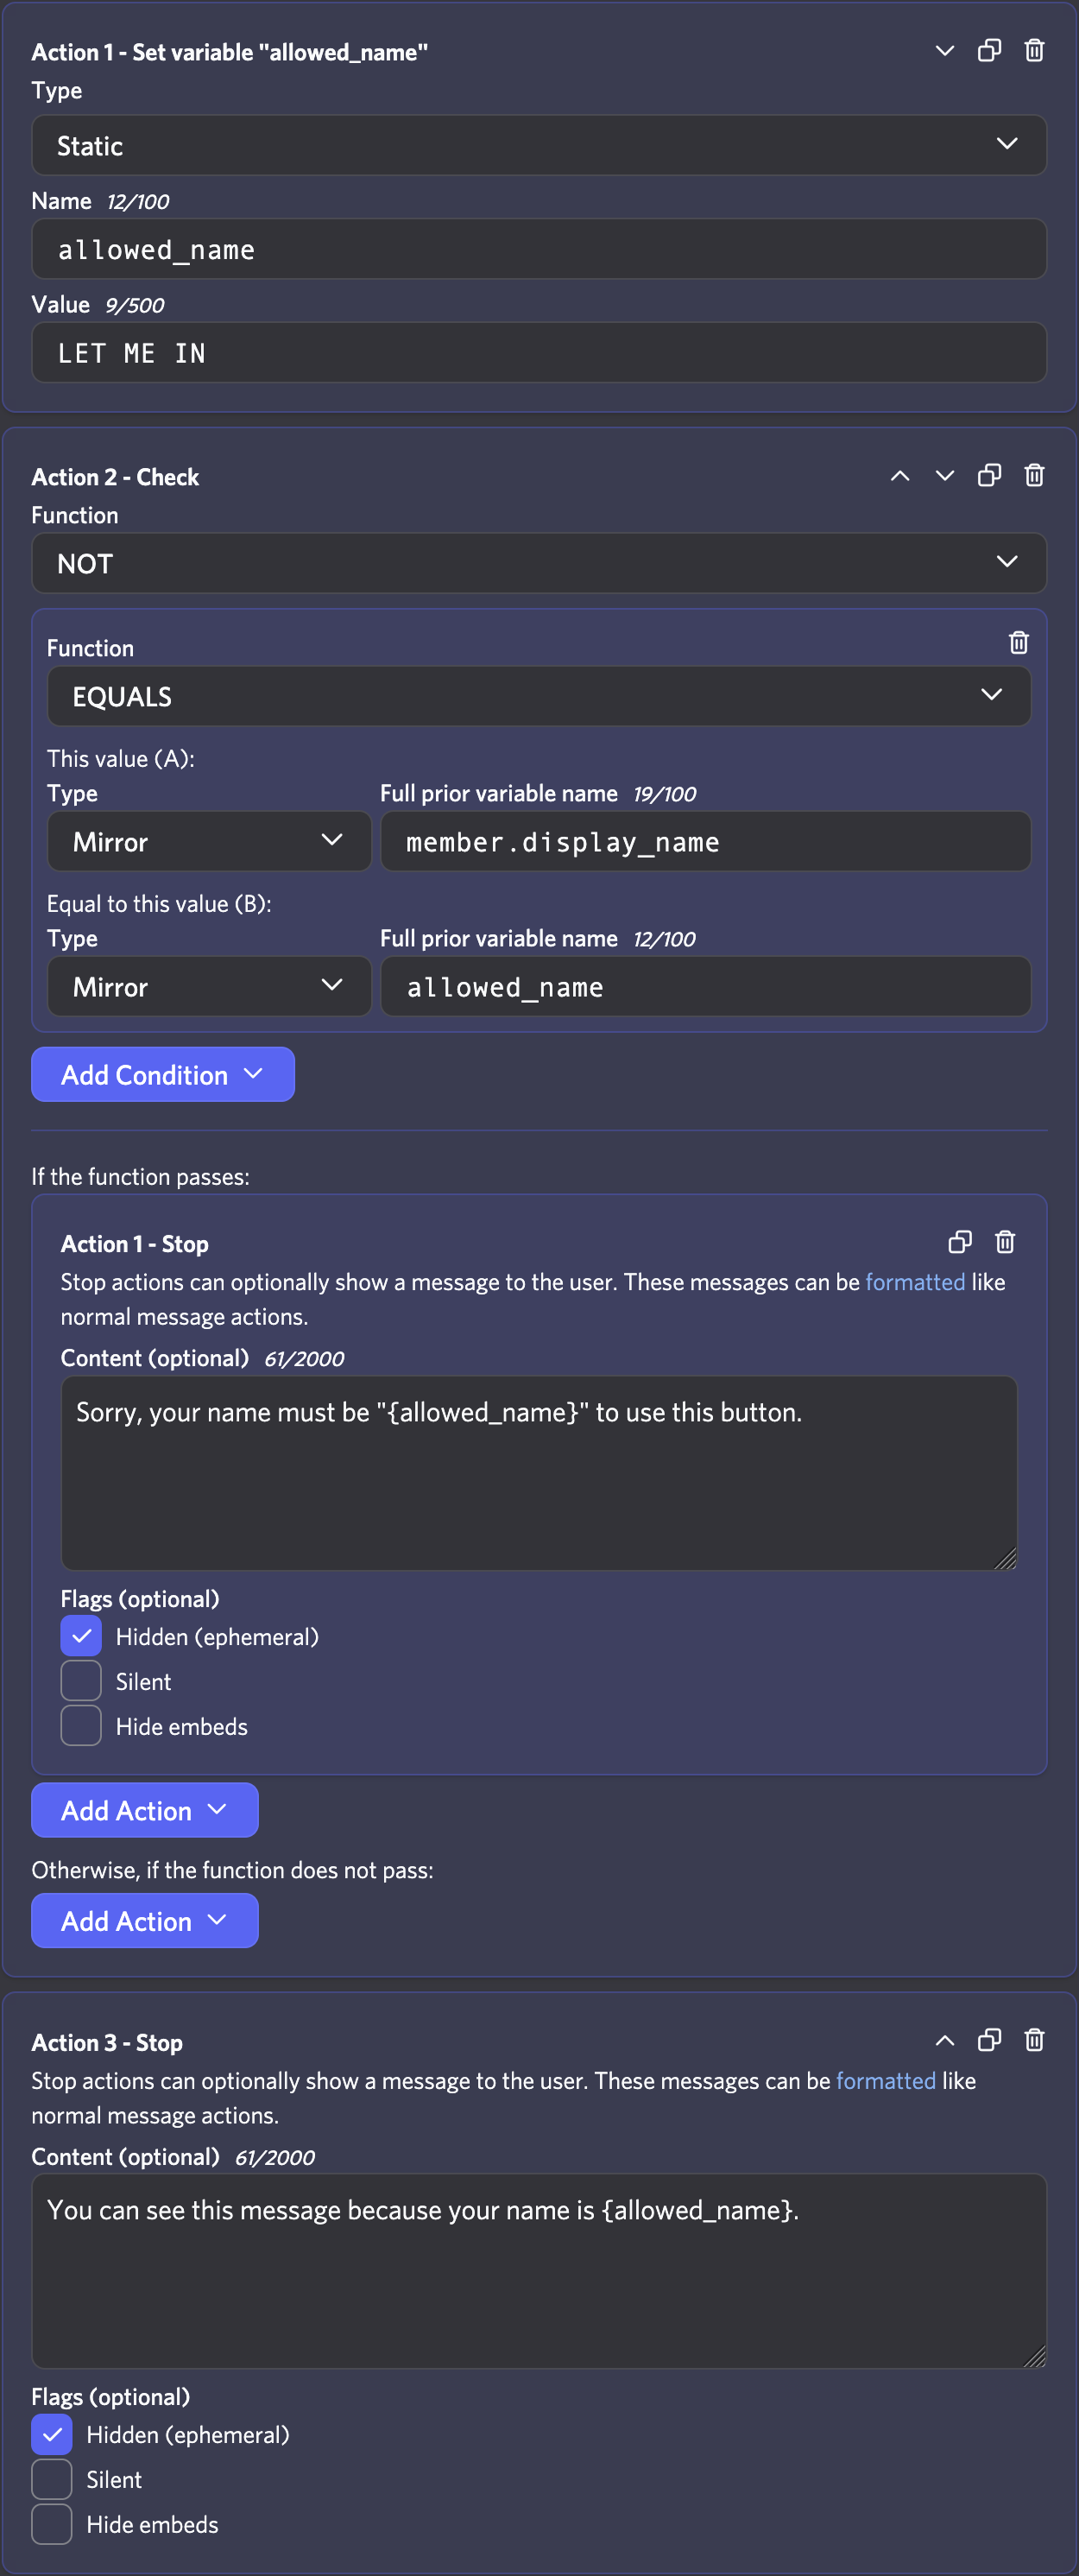 Action 1 - Set variable "allowed_name"
Type
Static
Name 12/100
allowed_name
Value 9/500
LET ME IN
Action 2 - Check
Function
NOT
Function
EQUALS
This value (A):
Type Full prior variable name 19/100
Mirror member.display_name
Equal to this value (B):
Type Full prior variable name 12/100
Mirror allowed_name
Add Condition
If the function passes:
Action 1 - Stop
Stop actions can optionally show a message to the user. These messages can be formatted like
normal message actions.
Content (optional) 61/2000
Sorry, your name must be "{allowed_name}" to use this button.
Flags (optional)
Hidden (ephemeral)
Silent
Hide embeds
Add Action
Otherwise, if the function does not pass:
Add Action
Action 3 - Stop
Stop actions can optionally show a message to the user. These messages can be formatted like
normal message actions.
Content (optional) 61/2000
You can see this message because your name is {allowed_name}.
Flags (optional)
Hidden (ephemeral)
Silent
Hide embeds